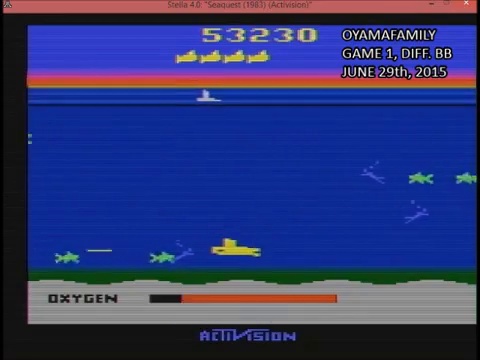 Stella 4.0: "Seaquest (1983) (Activision)"
53230
OYAMAFAMILY
GAME 1, DIFF. BB
JUNE 29th, 2015
OXYGEN
ACTIVISION